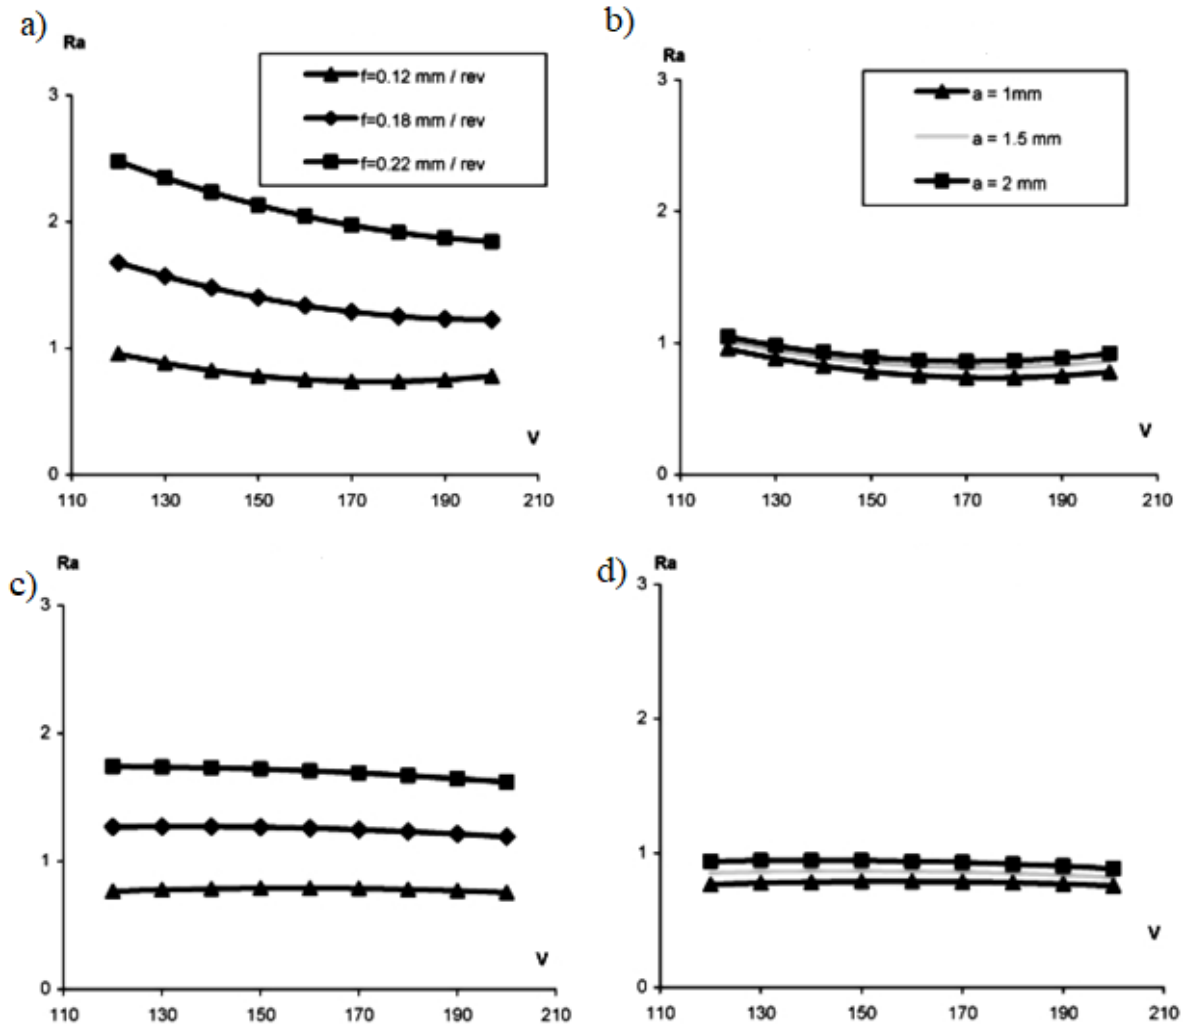 a)
Ra
f=0.12 mm / rev
f=0.18 mm / rev
f=0.22 mm / rev
3
2
1
0
V
110 130 150 170 190 210
b)
Ra
a = 1mm
a = 1.5 mm
a = 2 mm
3
2
1
0
V
110 130 150 170 190 210
c)
Ra
3
2
1
0
V
110 130 150 170 190 210
d)
Ra
3
2
1
0
V
110 130 150 170 190 210